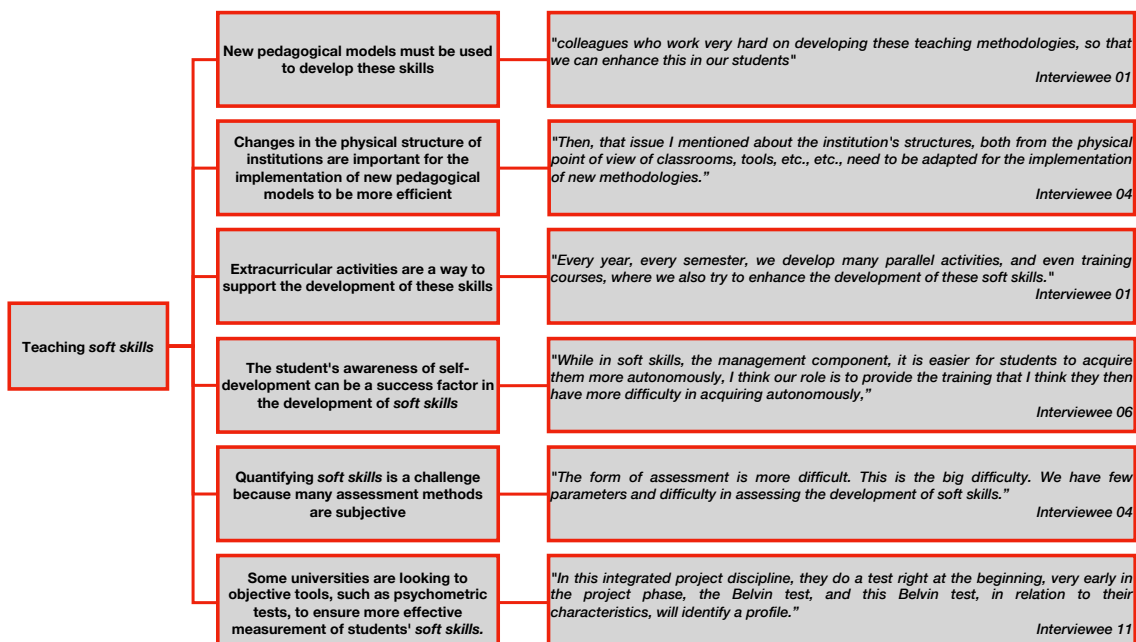 New pedagogical models must be used
to develop these skills
"colleagues who work very hard on developing these teaching methodologies, so that
we can enhance this in our students"
Interviewee 01
Changes in the physical structure of
institutions are important for the
implementation of new pedagogical
models to be more efficient
"Then, that issue I mentioned about the institution's structures, both from the physical
point of view of classrooms, tools, etc., etc., need to be adapted for the implementation
of new methodologies.”
Interviewee 04
Extracurricular activities are a way to
support the development of these skills
"Every year, every semester, we develop many parallel activities, and even training
courses, where we also try to enhance the development of these soft skills."
Interviewee 01
Teaching soft skills
The student's awareness of self-
development can be a success factor in
the development of soft skills
"While in soft skills, the management component, it is easier for students to acquire
them more autonomously, I think our role is to provide the training that I think they then
have more difficulty in acquiring autonomously,”
Interviewee 06
Quantifying soft skills is a challenge
because many assessment methods
are subjective
"The form of assessment is more difficult. This is the big difficulty. We have few
parameters and difficulty in assessing the development of soft skills.”
Interviewee 04
Some universities are looking to
objective tools, such as psychometric
tests, to ensure more effective
measurement of students' soft skills.
"In this integrated project discipline, they do a test right at the beginning, very early in
the project phase, the Belvin test, and this Belvin test, in relation to their
characteristics, will identify a profile.”
Interviewee 11